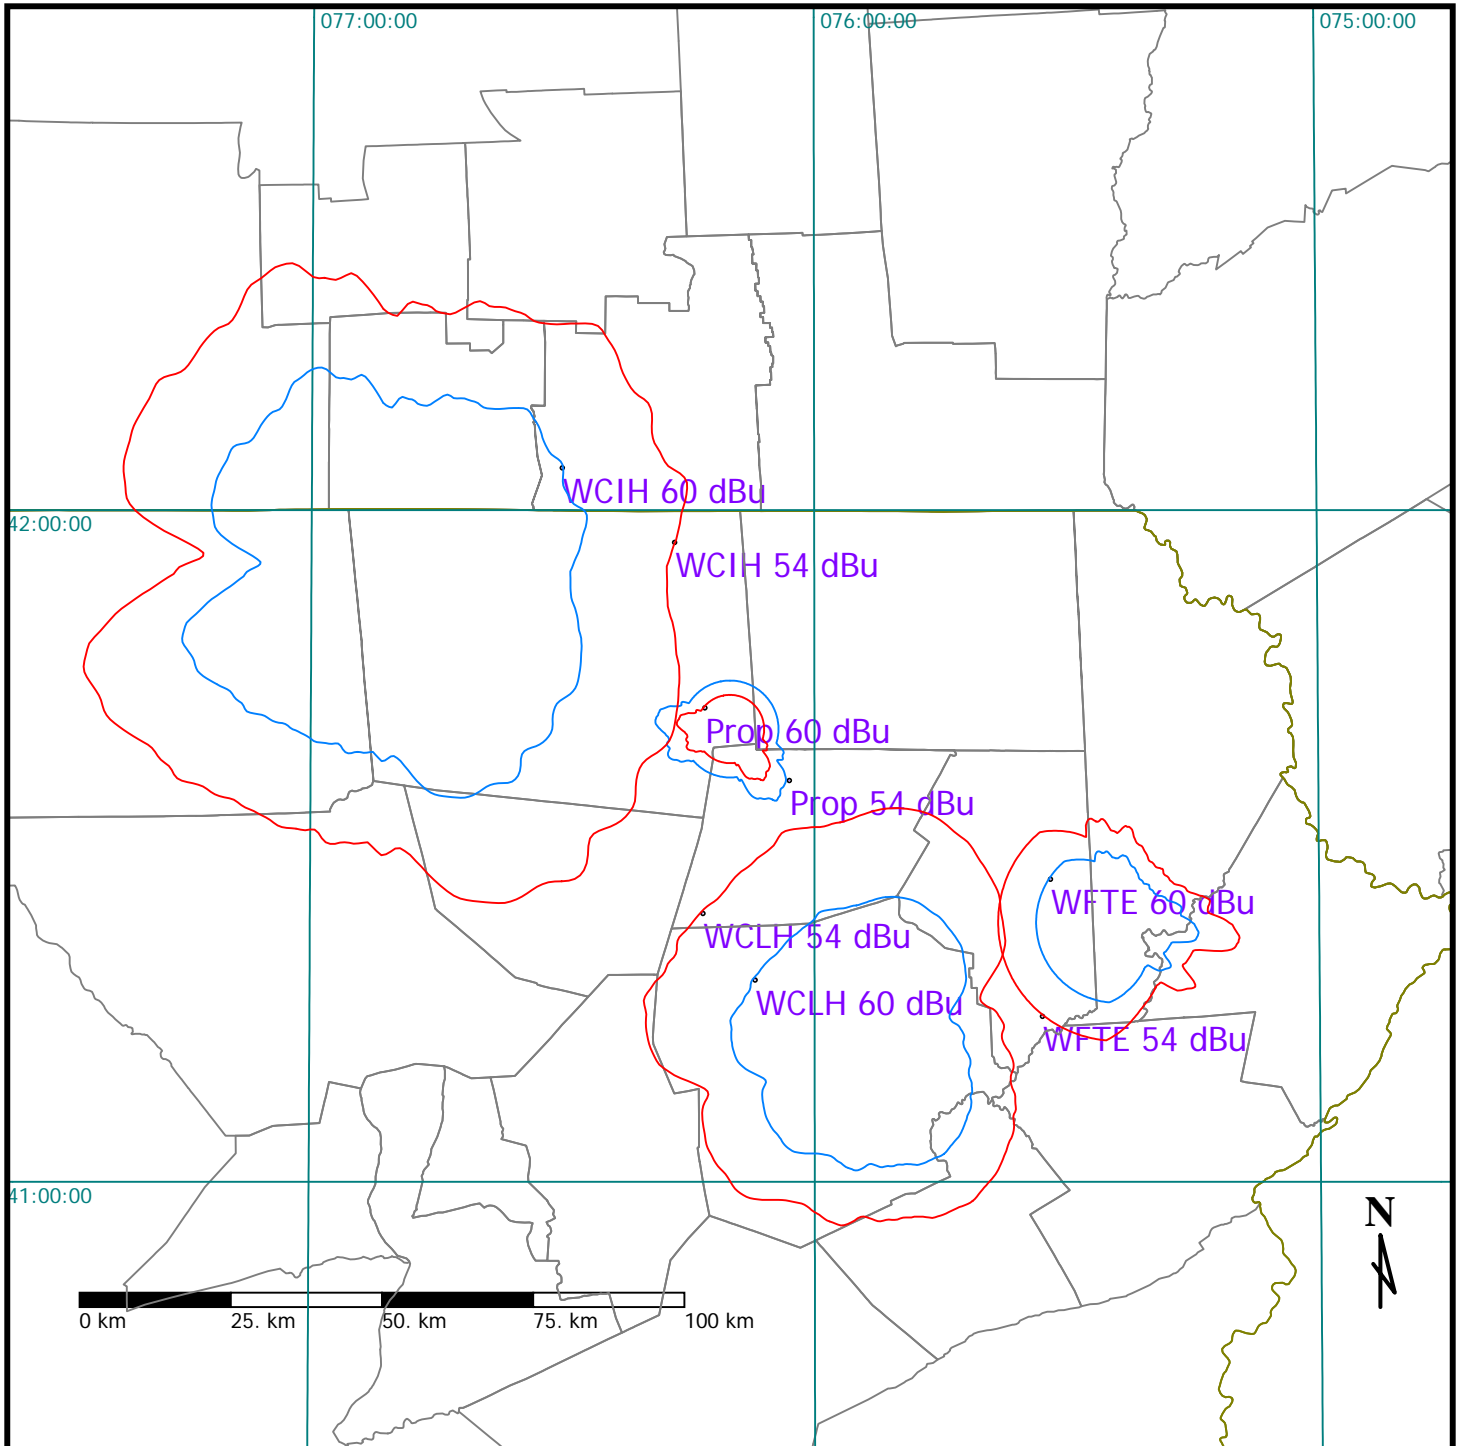 077:00:00
076:00:00
075:00:00
WCIH 60 dBu
42:00:00
WCIH 54 dBu
Prop 60 dBu
Prop 54 dBu
WFTE 60 dBu
WCLH 54 dBu
WCLH 60 dBu
WFTE 54 dBu
41:00:00
N
0 km
25. km
50. km
75. km
100 km